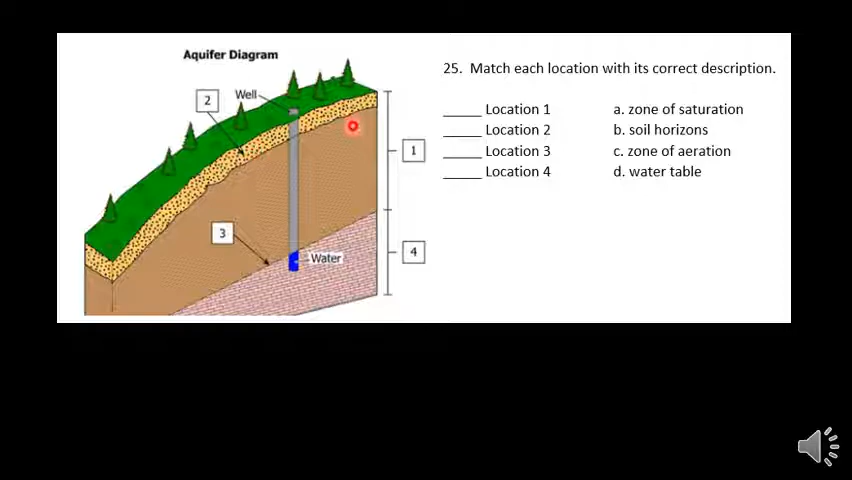 Aquifer Diagram
Well
2
1
3
Water
4
25. Match each location with its correct description.
_____ Location 1 a. zone of saturation
_____ Location 2 b. soil horizons
_____ Location 3 c. zone of aeration
_____ Location 4 d. water table